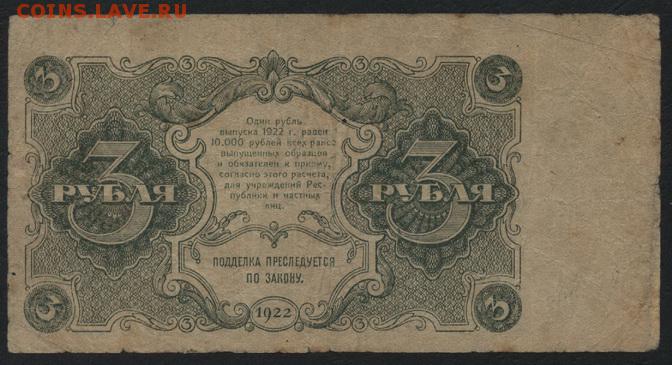 COINS.LAVE.RU
3
3
Один рубль
выпуска 1922 г. равен
10.000 рублей всех ранее
выпущенных образцов
и обязателен к приему,
согласно этого расчета,
для учреждений Рес-
публики и частных
лиц.
3 РУБЛЯ
3 РУБЛЯ
ПОДДЕЛКА ПРЕСЛЕДУЕТСЯ
ПО ЗАКОНУ.
3
1922
3